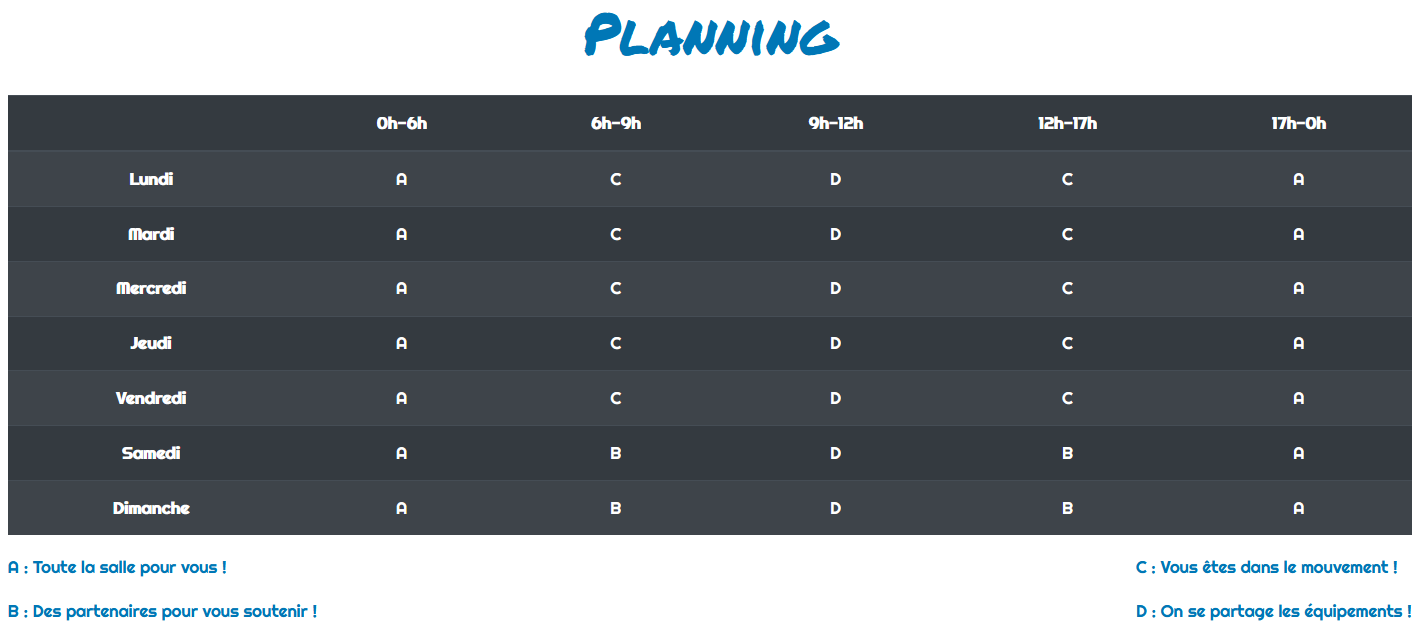 Planning
0h-6h 6h-9h 9h-12h 12h-17h 17h-0h
Lundi A C D C A
Mardi A C D C A
Mercredi A C D C A
Jeudi A C D C A
Vendredi A C D C A
Samedi A B D B A
Dimanche A B D B A
A : Toute la salle pour vous ! C : Vous êtes dans le mouvement !
B : Des partenaires pour vous soutenir ! D : On se partage les équipements !